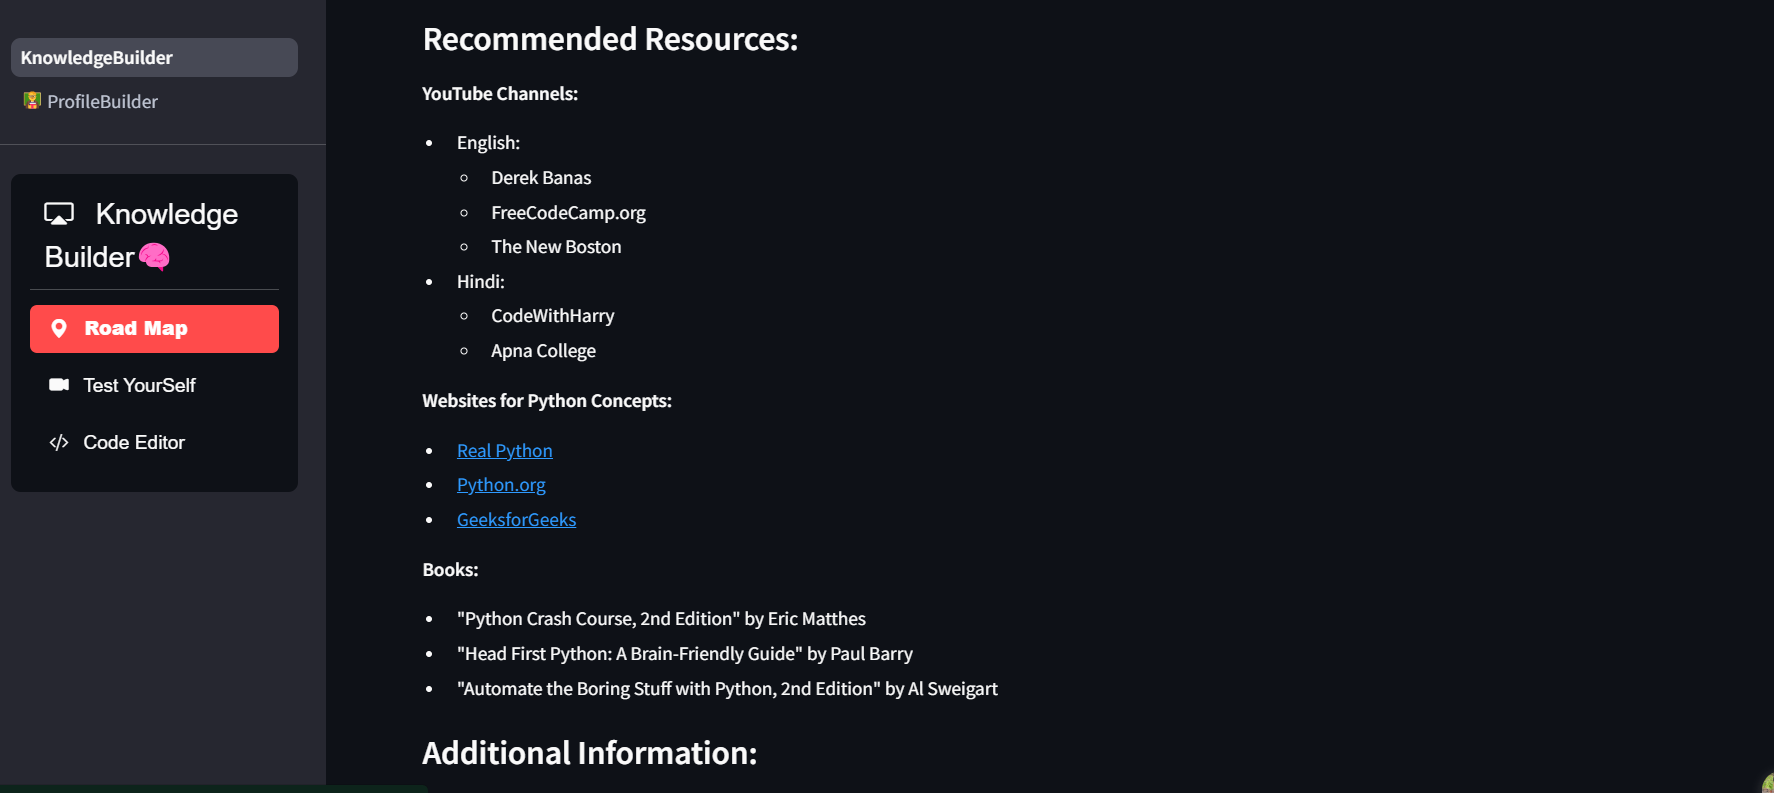 KnowledgeBuilder
ProfileBuilder
Knowledge
Builder
Road Map
Test YourSelf
Code Editor
Recommended Resources:
YouTube Channels:
English:
Derek Banas
FreeCodeCamp.org
The New Boston
Hindi:
CodeWithHarry
Apna College
Websites for Python Concepts:
Real Python
Python.org
GeeksforGeeks
Books:
"Python Crash Course, 2nd Edition" by Eric Matthes
"Head First Python: A Brain-Friendly Guide" by Paul Barry
"Automate the Boring Stuff with Python, 2nd Edition" by Al Sweigart
Additional Information: